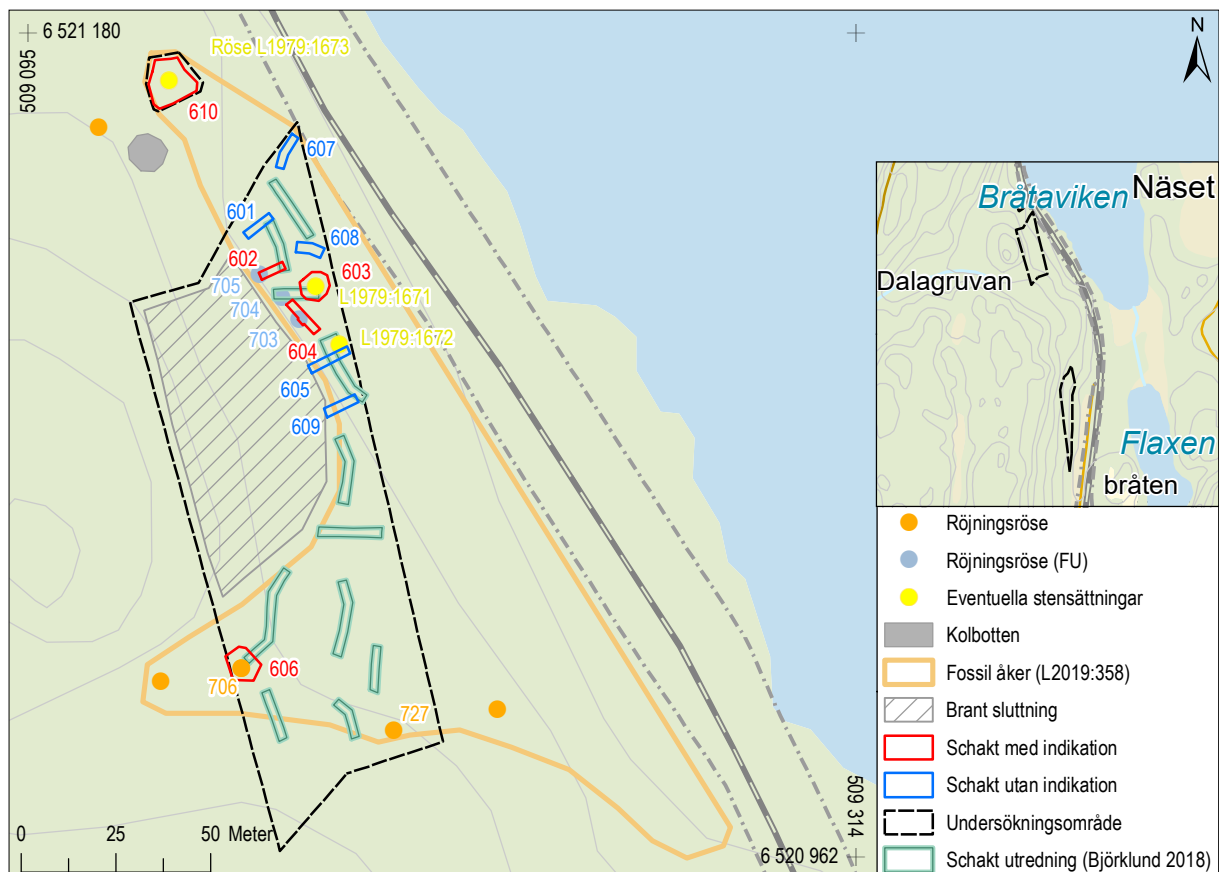 6 521 180
509 095
Röse L1979:1673
610
607
601
608
602
603
705
L1979:1671
704
703
604
L1979:1672
605
609
606
706
727
0 25 50 Meter
509 314
6 520 962
N
Bråtaviken Näset
Dalagruvan
Flaxen
bråten
Röjningsröse
Röjningsröse (FU)
Eventuella stensättningar
Kolbotten
Fossil åker (L2019:358)
Brant sluttning
Schakt med indikation
Schakt utan indikation
Undersökningsområde
Schakt utredning (Björklund 2018)